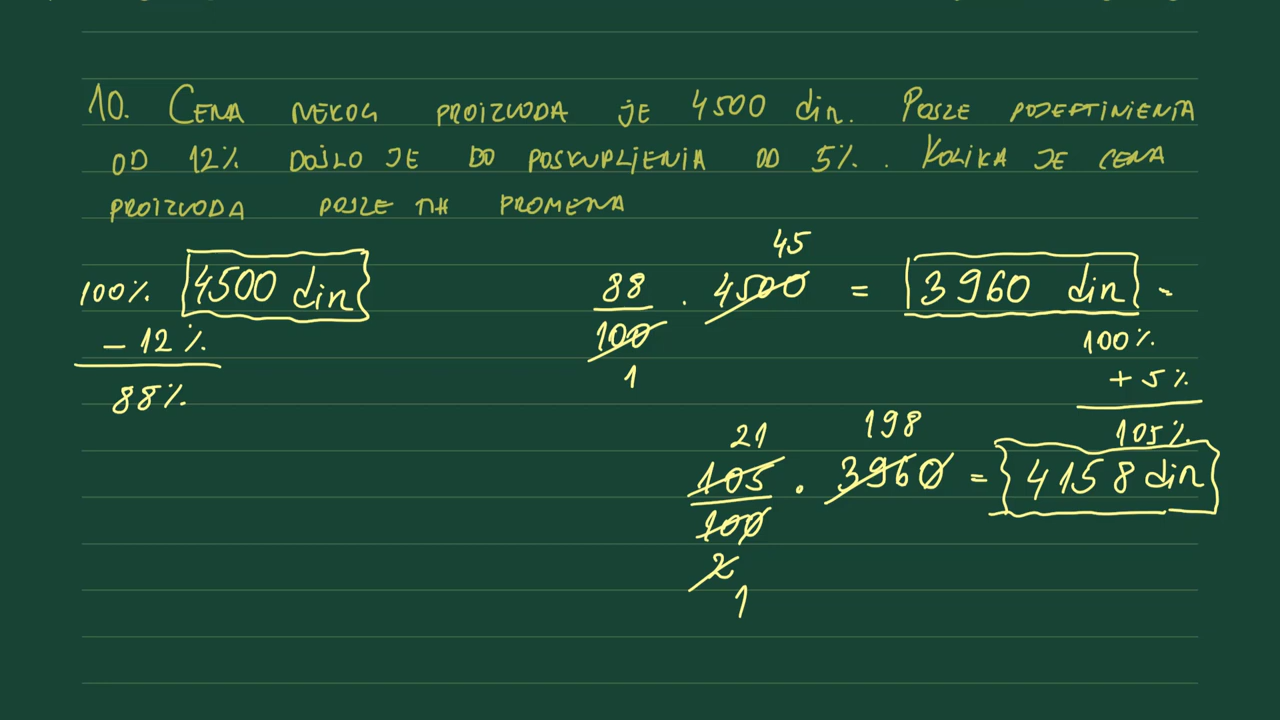 10. CENA NEKOG PROIZVODA JE 4500 din. POSLE POJEFTINJENJA
OD 12% DOŠLO JE DO POSKUPLJENJA OD 5%. KOLIKA JE CENA
PROIZVODA POSLE TIH PROMENA
45
100% 4500 din 88/100 · 4500 = 3960 din
1
- 12%
88%
100%
+ 5%
105%
21 198
105/100 · 3960 = 4158 din
2
1